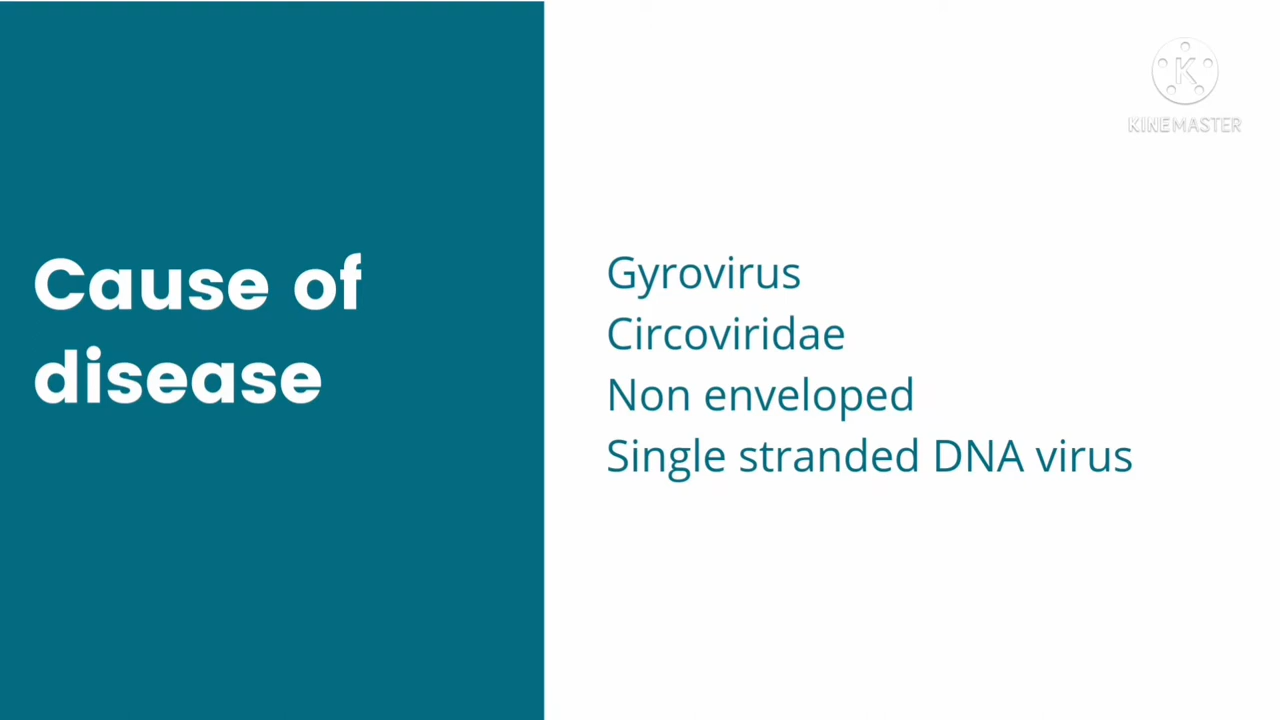 K
KINEMASTER
Cause of
disease
Gyrovirus
Circoviridae
Non enveloped
Single stranded DNA virus